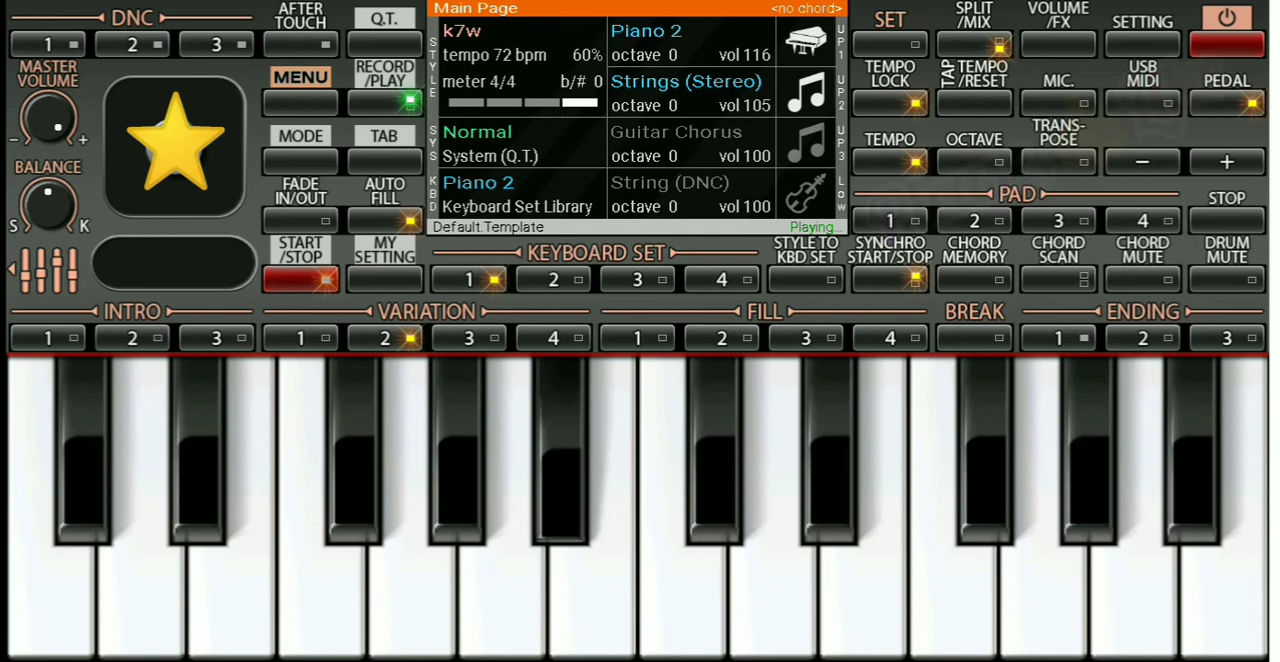 DNC
1 2 3
AFTER
TOUCH
Q.T.
MASTER
VOLUME
- +
MENU
RECORD
/PLAY
MODE
TAB
BALANCE
S K
FADE
IN/OUT
AUTO
FILL
START
/STOP
MY
SETTING
Main Page <no chord>
STYLE
k7w
tempo 72 bpm 60%
meter 4/4 b/# 0
SYS
Normal
System (Q.T.)
KBD
Piano 2
Keyboard Set Library
Piano 2
octave 0 vol 116
UP1
Strings (Stereo)
octave 0 vol 105
UP2
Guitar Chorus
octave 0 vol 100
UP3
String (DNC)
octave 0 vol 100
Low
Default.Template Playing...
SET
SPLIT
/MIX
VOLUME
/FX
SETTING
TEMPO
LOCK
TAP TEMPO
/RESET
MIC.
USB
MIDI
PEDAL
TEMPO
OCTAVE
TRANS-
POSE
- +
PAD
1 2 3 4
STOP
KEYBOARD SET
1 2 3 4
STYLE TO
KBD SET
SYNCHRO
START/STOP
CHORD
MEMORY
CHORD
SCAN
CHORD
MUTE
DRUM
MUTE
INTRO
1 2 3
VARIATION
1 2 3 4
FILL
1 2 3 4
BREAK
ENDING
1 2 3